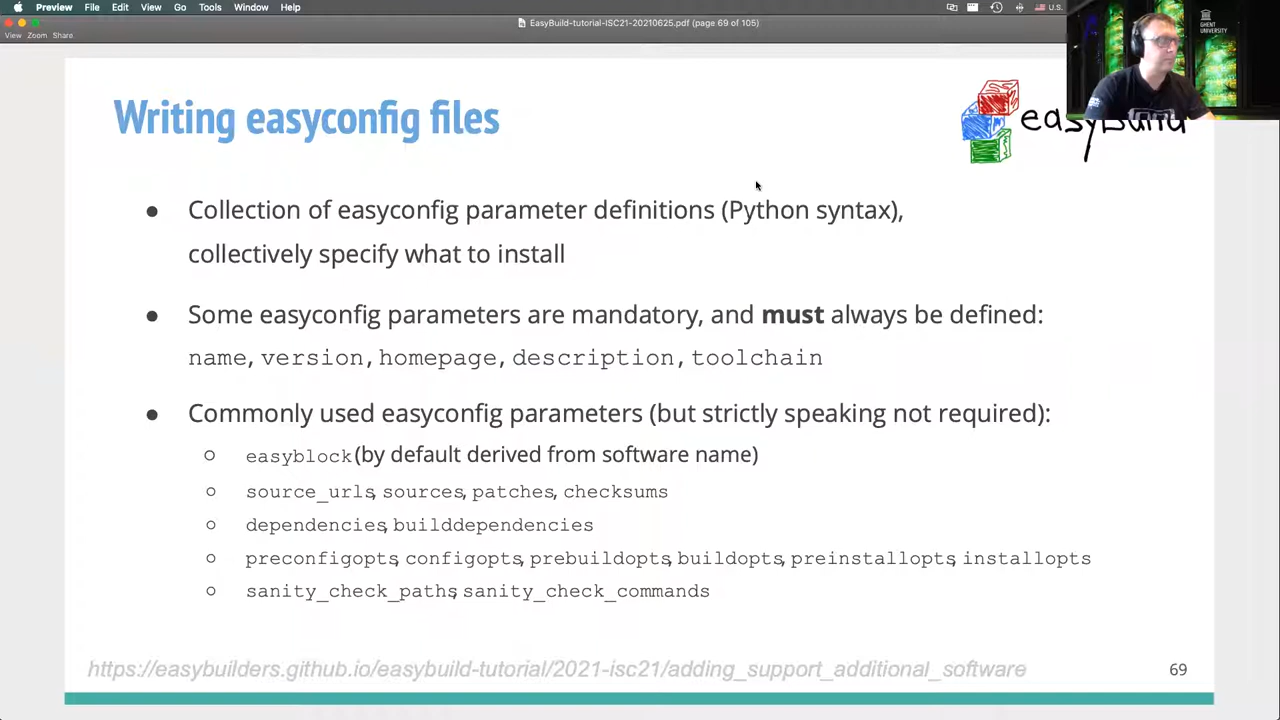 Preview File Edit View Go Tools Window Help U.S.
EasyBuild-tutorial-ISC21-20210625.pdf (page 69 of 105)
View Zoom Share
GHENT
UNIVERSITY
Writing easyconfig files
easybuild
● Collection of easyconfig parameter definitions (Python syntax),
collectively specify what to install
● Some easyconfig parameters are mandatory, and must always be defined:
name, version, homepage, description, toolchain
● Commonly used easyconfig parameters (but strictly speaking not required):
○ easyblock (by default derived from software name)
○ source_urls, sources, patches, checksums
○ dependencies, builddependencies
○ preconfigopts, configopts, prebuildopts, buildopts, preinstallopts, installopts
○ sanity_check_paths, sanity_check_commands
https://easybuilders.github.io/easybuild-tutorial/2021-isc21/adding_support_additional_software
69